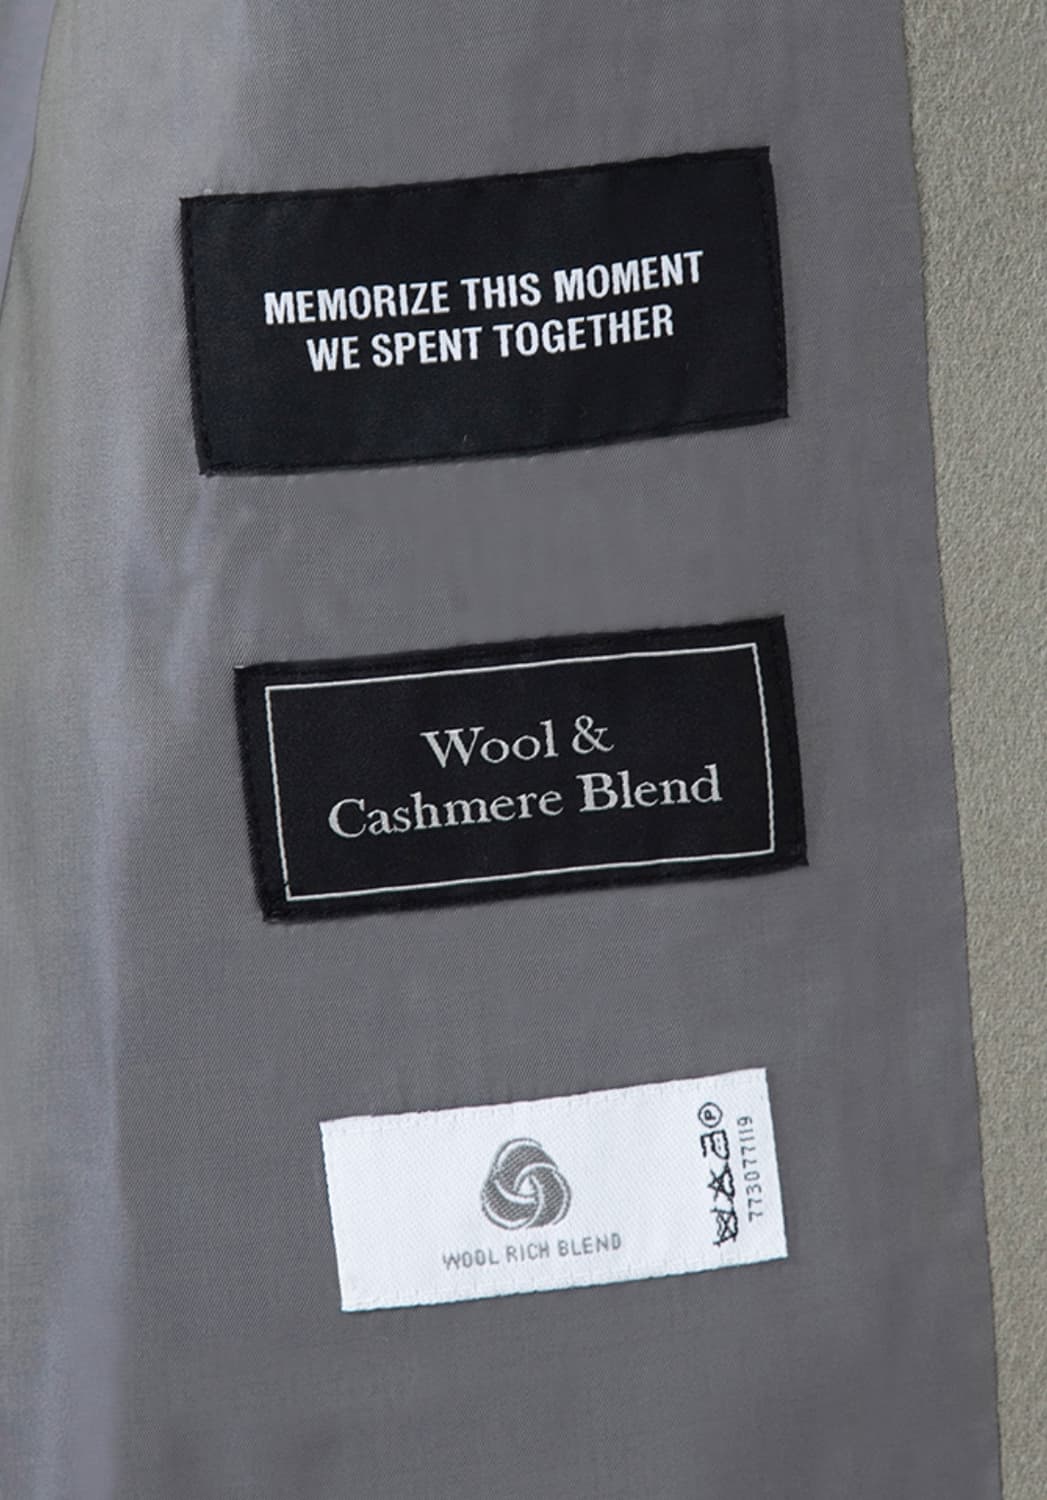 MEMORIZE THIS MOMENT
WE SPENT TOGETHER
Wool &
Cashmere Blend
WOOL RICH BLEND
P
773077119